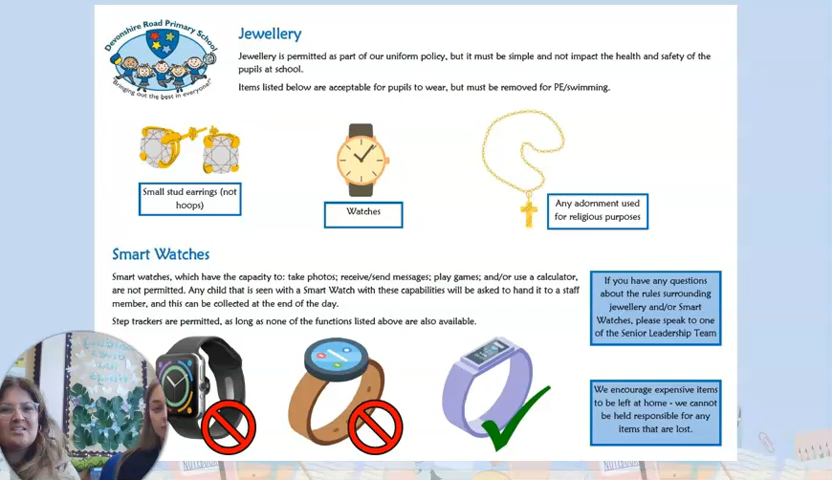 Devonshire Road Primary School
"Bringing out the best in everyone!"
Jewellery
Jewellery is permitted as part of our uniform policy, but it must be simple and not impact the health and safety of the
pupils at school.
Items listed below are acceptable for pupils to wear, but must be removed for PE/swimming.
Small stud earrings (not
hoops)
Watches
Any adornment used
for religious purposes
Smart Watches
Smart watches, which have the capacity to: take photos; receive/send messages; play games; and/or use a calculator,
are not permitted. Any child that is seen with a Smart Watch with these capabilities will be asked to hand it to a staff
member, and this can be collected at the end of the day.
Step trackers are permitted, as long as none of the functions listed above are also available.
If you have any questions
about the rules surrounding
jewellery and/or Smart
Watches, please speak to one
of the Senior Leadership Team
We encourage expensive items
to be left at home - we cannot
be held responsible for any
items that are lost.
NOTEBOOK